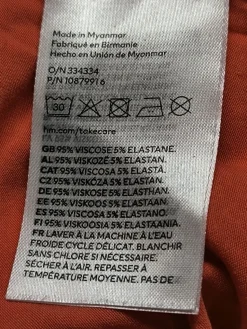 Made in Myanmar
Fabriqué en Birmanie
Hecho en Unión de Myanmar
O/N 334334
P/N 1087991 6
30
hm.com/takecare
GB 95% VISCOSE 5% ELASTANE.
AL 95% VISKOZË 5% ELASTAN.
CAT 95% VISCOSA 5% ELASTÀ.
CZ 95% VISKÓZA 5% ELASTAN.
DE 95% VISKOSE 5% ELASTHAN.
EE 95% VISKOOS 5% ELASTAAN.
ES 95% VISCOSA 5% ELASTANO.
FI 95% VISKOOSIA 5% ELASTAANIA.
FR LAVER À LA MACHINE À L'EAU
FROIDE CYCLE DÉLICAT. BLANCHIR
SANS CHLORE SI NÉCESSAIRE.
SÉCHER À L'AIR. REPASSER À
TEMPÉRATURE MOYENNE. PAS DE